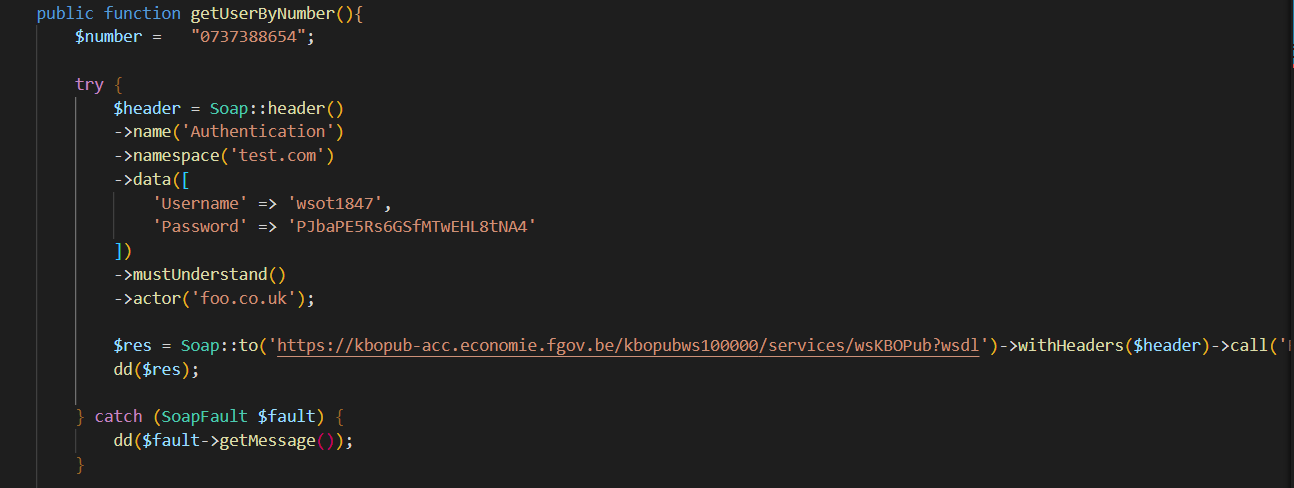 public function getUserByNumber(){
$number = "0737388654";
try {
$header = Soap::header()
->name('Authentication')
->namespace('test.com')
->data([
'Username' => 'wsot1847',
'Password' => 'PJbaPE5Rs6GSfMTwEHL8tNA4'
])
->mustUnderstand()
->actor('foo.co.uk');
$res = Soap::to('https://kbopub-acc.economie.fgov.be/kbopubws100000/services/wsKBOPub?wsdl')->withHeaders($header)->call('
dd($res);
} catch (SoapFault $fault) {
dd($fault->getMessage());
}